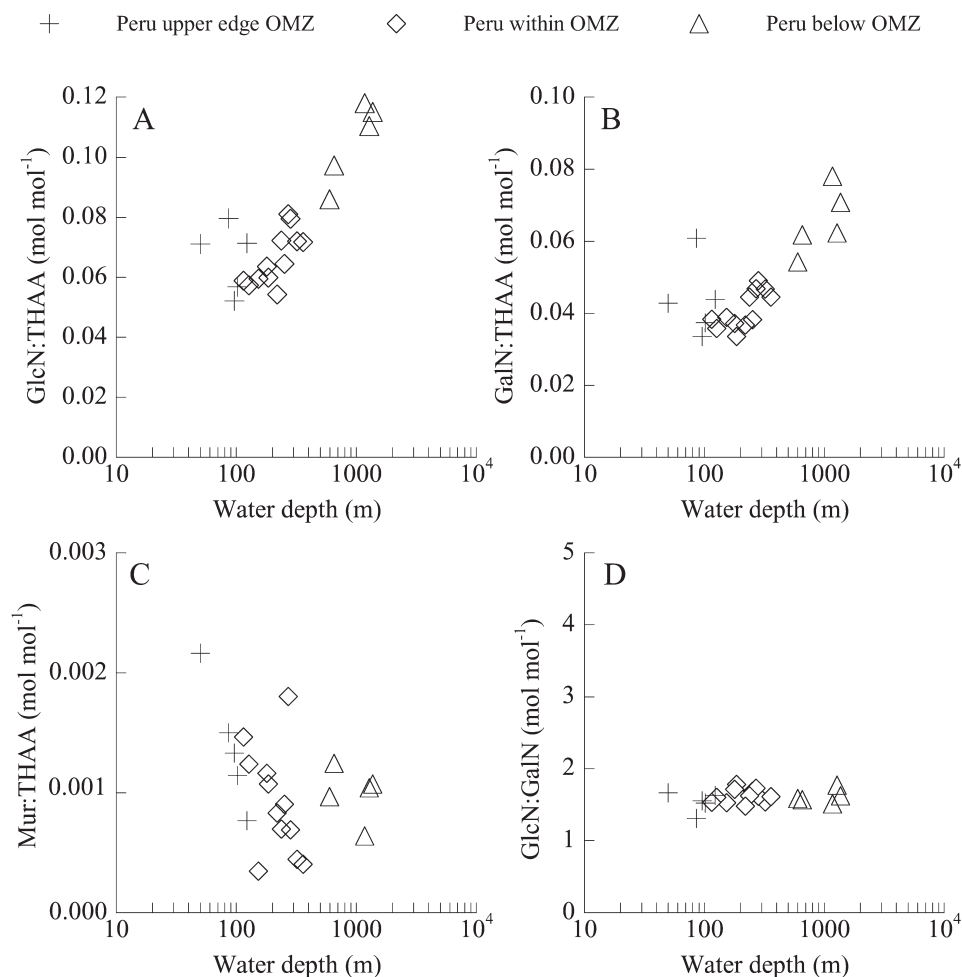 Peru upper edge OMZ Peru within OMZ Peru below OMZ
A
GlcN:THAA (mol mol⁻¹)
0.12
0.10
0.08
0.06
0.04
0.02
0.00
10 100 1000 10⁴
Water depth (m)
B
GalN:THAA (mol mol⁻¹)
0.10
0.08
0.06
0.04
0.02
0.00
10 100 1000 10⁴
Water depth (m)
C
Mur:THAA (mol mol⁻¹)
0.003
0.002
0.001
0.000
10 100 1000 10⁴
Water depth (m)
D
GlcN:GalN (mol mol⁻¹)
5
4
3
2
1
0
10 100 1000 10⁴
Water depth (m)